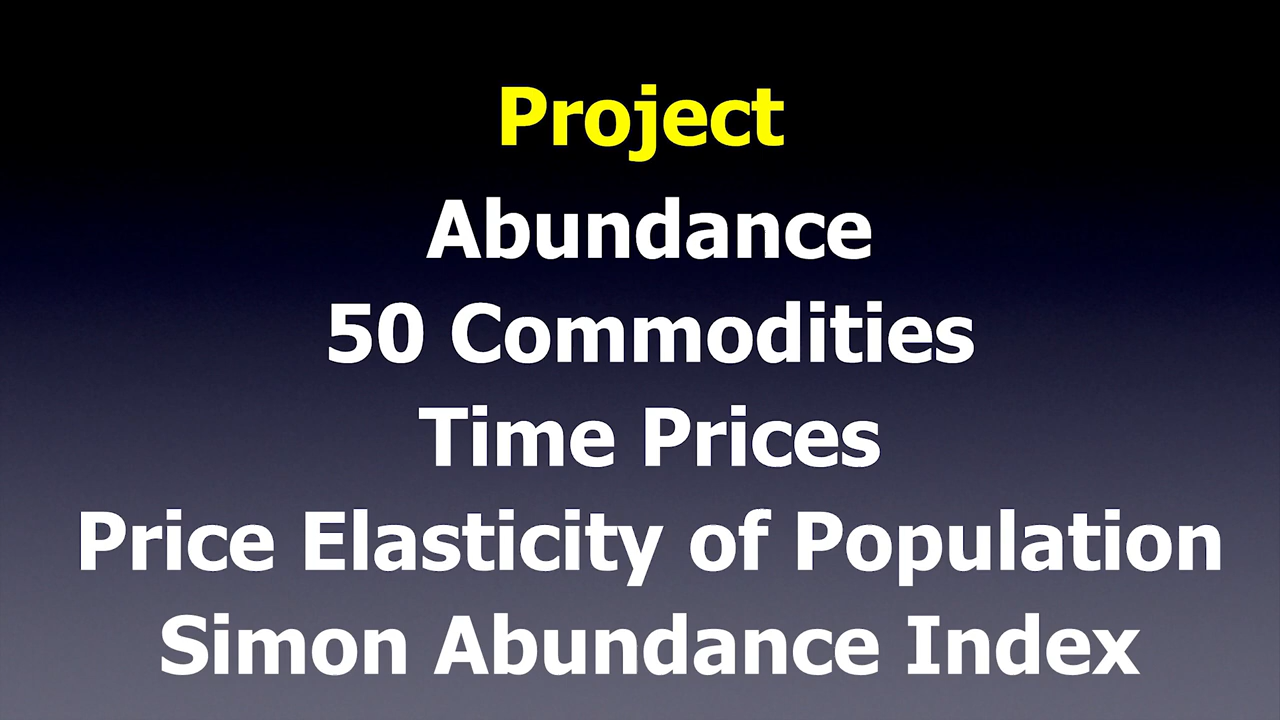 Project
Abundance
50 Commodities
Time Prices
Price Elasticity of Population
Simon Abundance Index